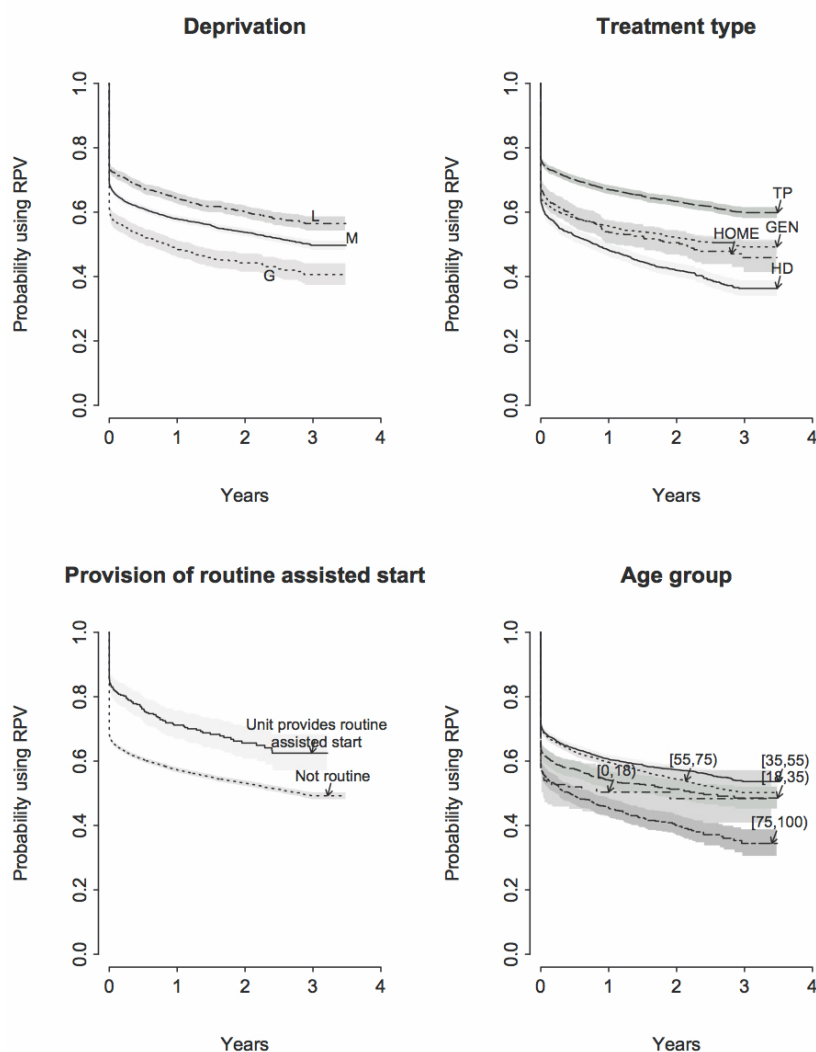 Deprivation
Probability using RPV
1.0
0.8
0.6
0.4
0.2
0.0
L
M
G
0 1 2 3 4
Years
Treatment type
Probability using RPV
1.0
0.8
0.6
0.4
0.2
0.0
TP
HOME
GEN
HD
0 1 2 3 4
Years
Provision of routine assisted start
Probability using RPV
1.0
0.8
0.6
0.4
0.2
0.0
Unit provides routine
assisted start
Not routine
0 1 2 3 4
Years
Age group
Probability using RPV
1.0
0.8
0.6
0.4
0.2
0.0
[0,18)
[55,75)
[35,55)
[18,35)
[75,100)
0 1 2 3 4
Years